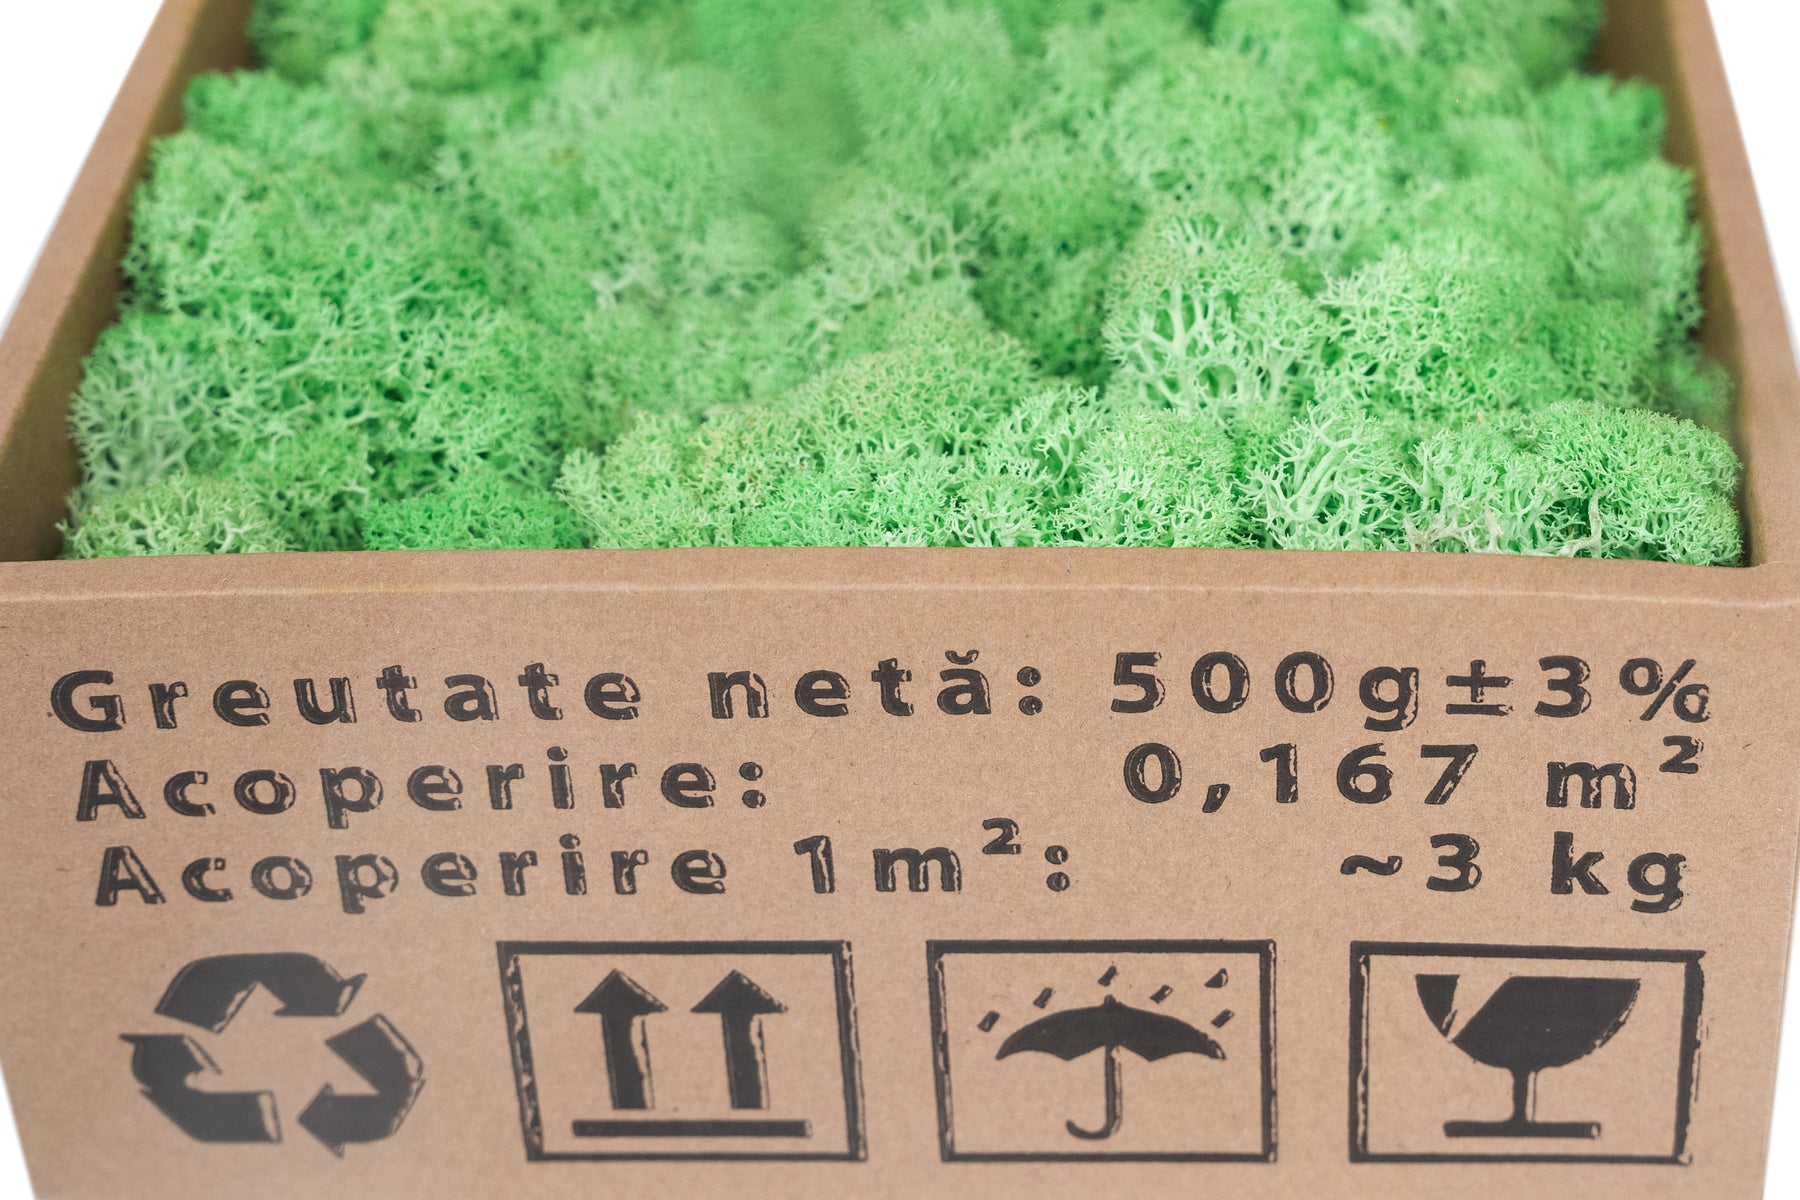 Greutate netă: 500g±3%
Acoperire: 0,167 m²
Acoperire 1m²: ~3 kg